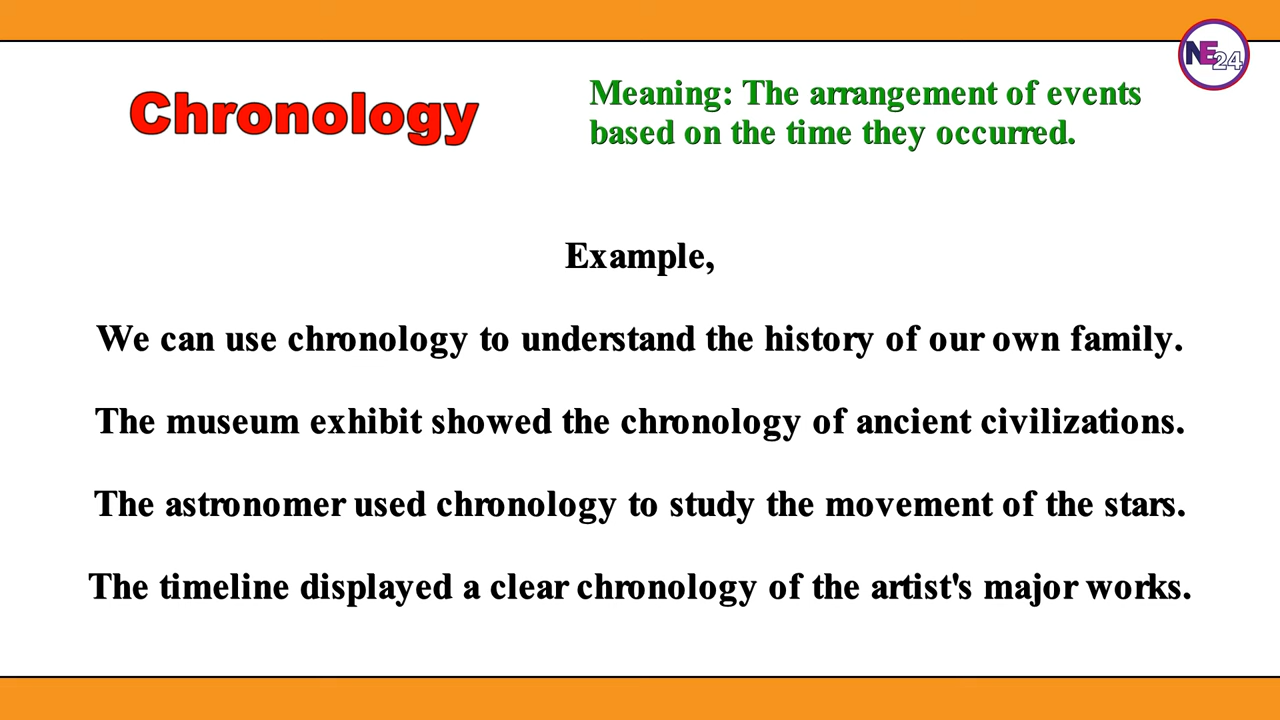 NE24
Chronology
Meaning: The arrangement of events
based on the time they occurred.
Example,
We can use chronology to understand the history of our own family.
The museum exhibit showed the chronology of ancient civilizations.
The astronomer used chronology to study the movement of the stars.
The timeline displayed a clear chronology of the artist's major works.